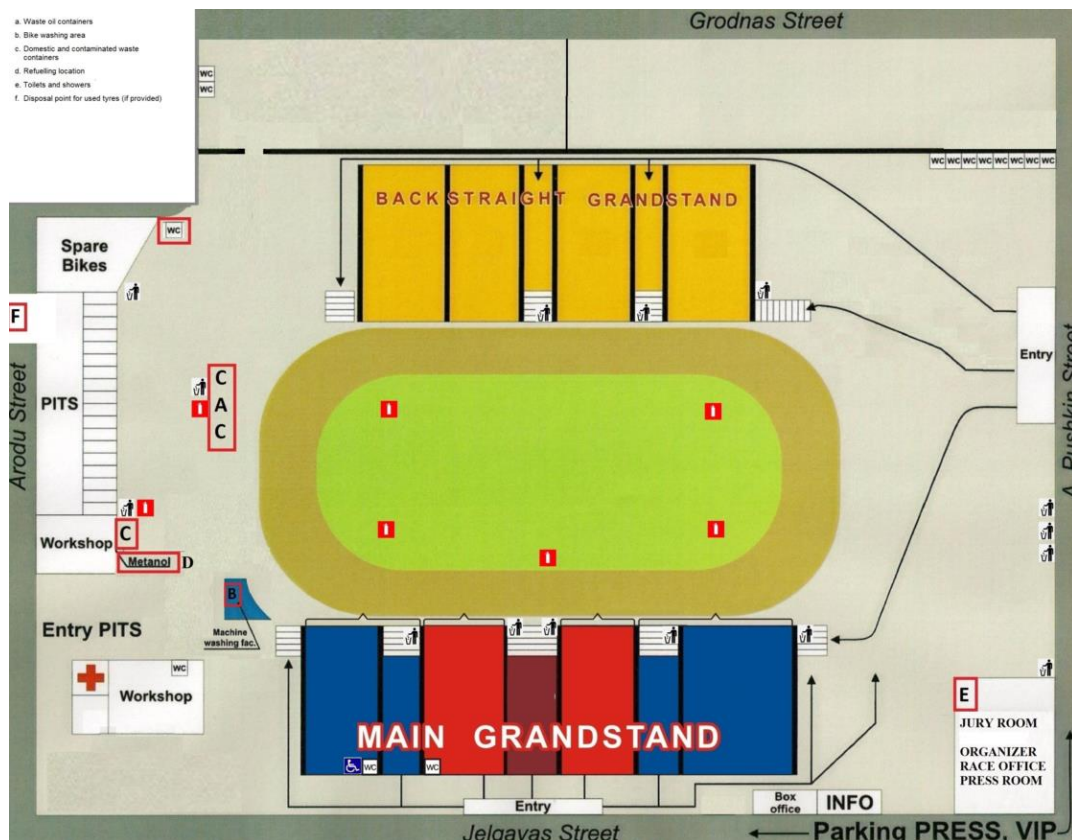 Grodnas Street
a. Waste oil containers
b. Bike washing area
c. Domestic and contaminated waste
containers
d. Refuelling location
e. Toilets and showers
f. Disposal point for used tyres (if provided)
WC
WC
WC WC WC WC WC WC WC WC
BACK STRAIGHT GRANDSTAND
WC
Spare
Bikes
F
Entry
PITS
C
A
C
Arodu Street
A. Pushkin Street
C
Workshop
Metanol D
B
Entry PITS
Machine
washing fac.
WC
Workshop
E
JURY ROOM
ORGANIZER
RACE OFFICE
PRESS ROOM
MAIN GRANDSTAND
WC
WC
Entry
Box
office
INFO
Jelgavas Street
Parking PRESS, VIP